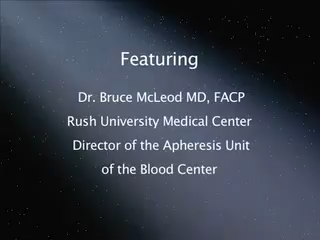 Featuring
Dr. Bruce McLeod MD, FACP
Rush University Medical Center
Director of the Apheresis Unit
of the Blood Center